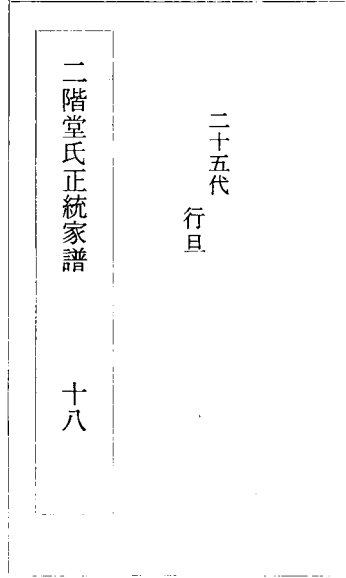 二十五代
行旦
二階堂氏正統家譜　十八